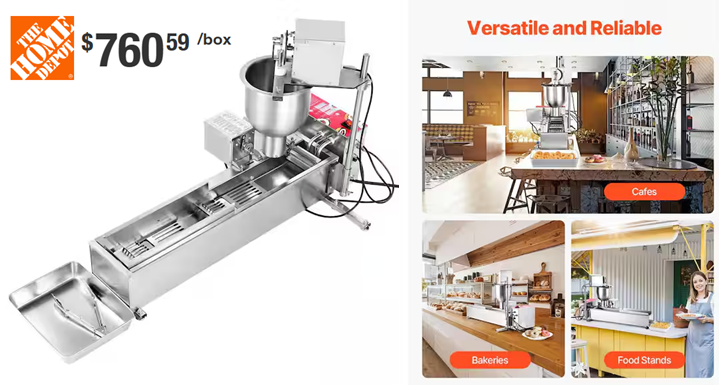 THE
HOME
DEPOT
$760 59 /box
Versatile and Reliable
Cafes
Bakeries
Food Stands